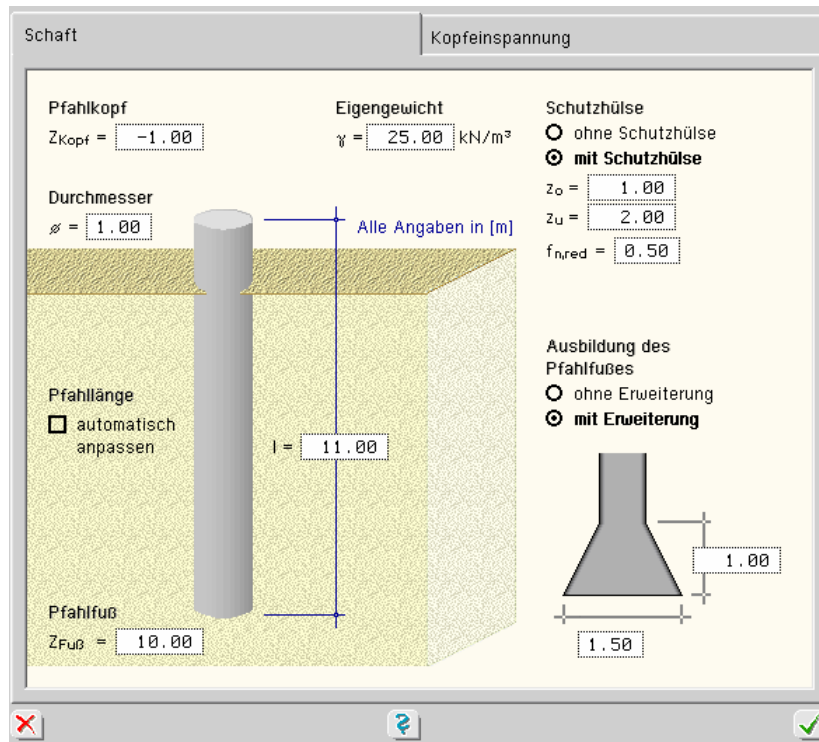 Schaft
Kopfeinspannung
Pfahlkopf
ZKopf = -1.00
Eigengewicht
γ = 25.00 kN/m³
Schutzhülse
ohne Schutzhülse
mit Schutzhülse
zo = 1.00
zu = 2.00
fn,red = 0.50
Durchmesser
ø = 1.00
Alle Angaben in [m]
Pfahllänge
automatisch
anpassen
l = 11.00
Ausbildung des
Pfahlfußes
ohne Erweiterung
mit Erweiterung
1.00
1.50
Pfahlfuß
ZFuß = 10.00